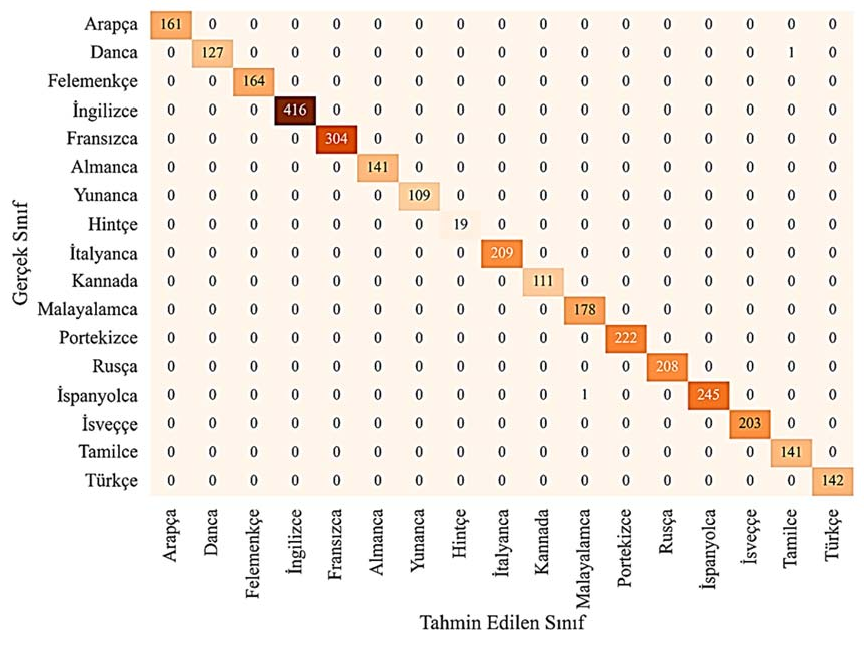 Arapça 161 0 0 0 0 0 0 0 0 0 0 0 0 0 0 0 0
Danca 0 127 0 0 0 0 0 0 0 0 0 0 0 0 0 1 0
Felemenkçe 0 0 164 0 0 0 0 0 0 0 0 0 0 0 0 0 0
İngilizce 0 0 0 416 0 0 0 0 0 0 0 0 0 0 0 0 0
Fransızca 0 0 0 0 304 0 0 0 0 0 0 0 0 0 0 0 0
Almanca 0 0 0 0 0 141 0 0 0 0 0 0 0 0 0 0 0
Yunanca 0 0 0 0 0 0 109 0 0 0 0 0 0 0 0 0 0
Hintçe 0 0 0 0 0 0 0 19 0 0 0 0 0 0 0 0 0
İtalyanca 0 0 0 0 0 0 0 0 209 0 0 0 0 0 0 0 0
Kannada 0 0 0 0 0 0 0 0 0 111 0 0 0 0 0 0 0
Malayalamca 0 0 0 0 0 0 0 0 0 0 178 0 0 0 0 0 0
Portekizce 0 0 0 0 0 0 0 0 0 0 0 222 0 0 0 0 0
Rusça 0 0 0 0 0 0 0 0 0 0 0 0 208 0 0 0 0
İspanyolca 0 0 0 0 0 0 0 0 0 0 1 0 0 245 0 0 0
İsveççe 0 0 0 0 0 0 0 0 0 0 0 0 0 0 203 0 0
Tamilce 0 0 0 0 0 0 0 0 0 0 0 0 0 0 0 141 0
Türkçe 0 0 0 0 0 0 0 0 0 0 0 0 0 0 0 0 142
Gerçek Sınıf
Arapça Danca Felemenkçe İngilizce Fransızca Almanca Yunanca Hintçe İtalyanca Kannada Malayalamca Portekizce Rusça İspanyolca İsveççe Tamilce Türkçe
Tahmin Edilen Sınıf